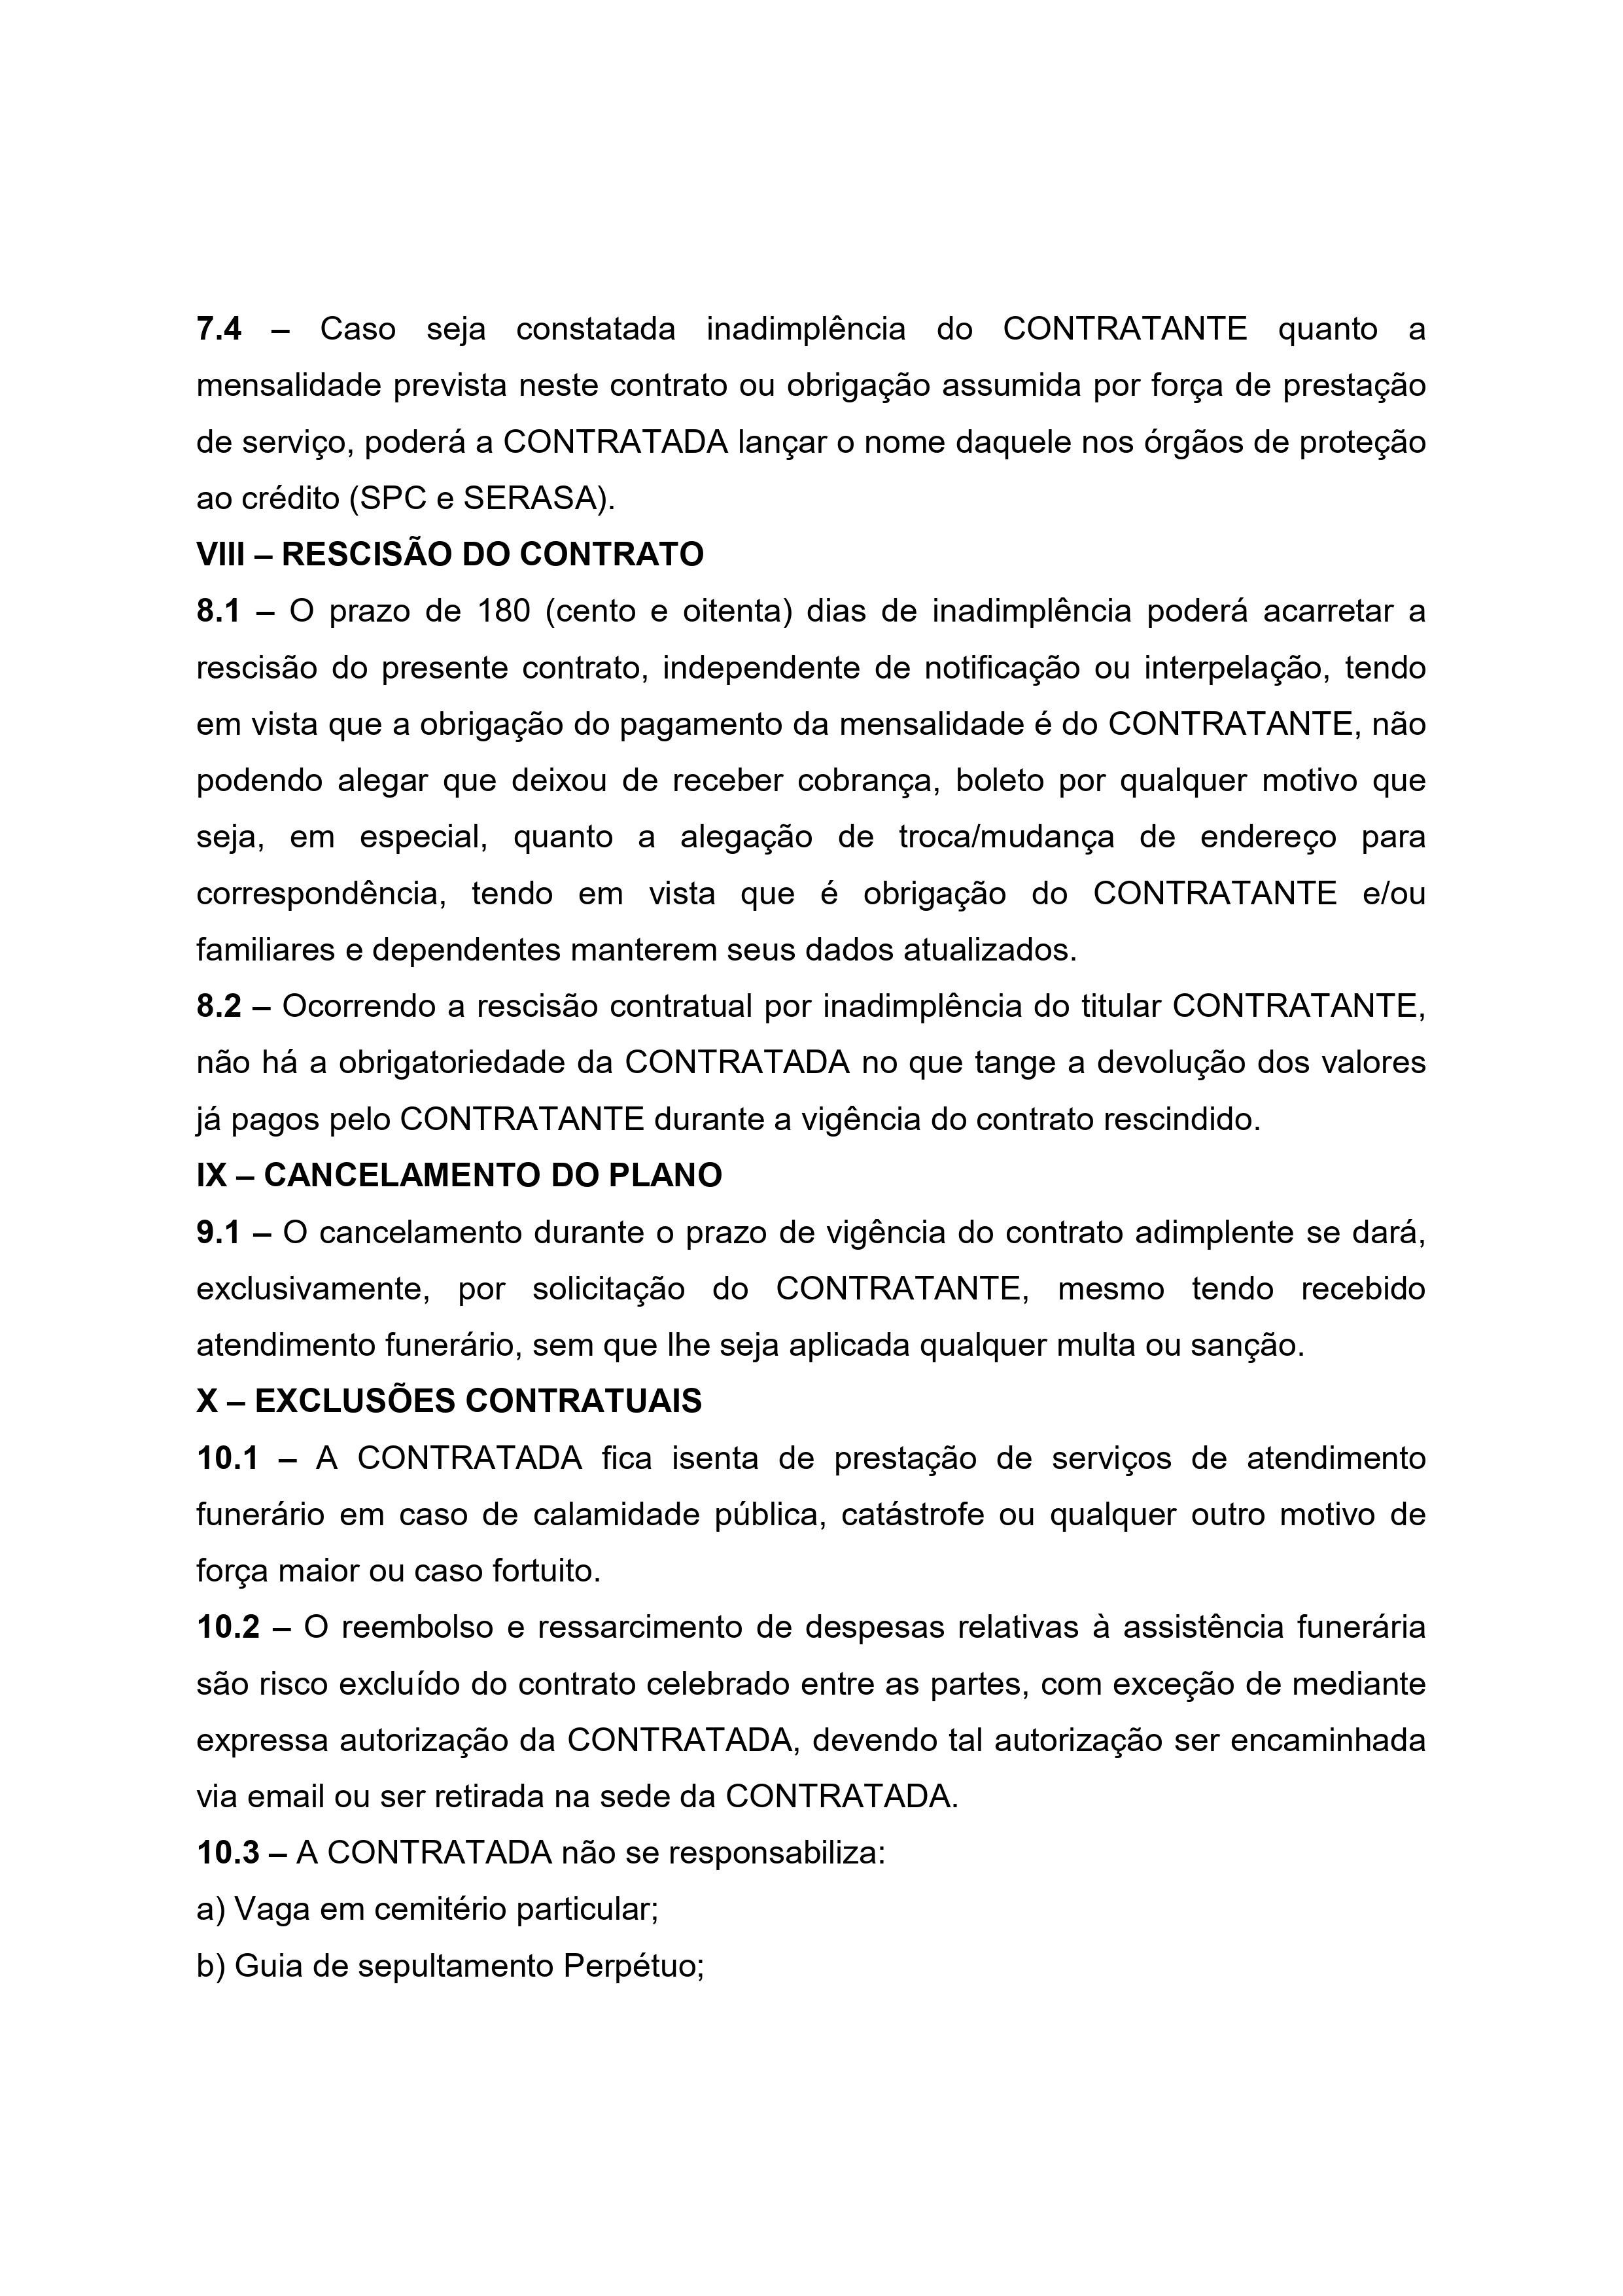 7.4 – Caso seja constatada inadimplência do CONTRATANTE quanto a
mensalidade prevista neste contrato ou obrigação assumida por força de prestação
de serviço, poderá a CONTRATADA lançar o nome daquele nos órgãos de proteção
ao crédito (SPC e SERASA).
VIII – RESCISÃO DO CONTRATO
8.1 – O prazo de 180 (cento e oitenta) dias de inadimplência poderá acarretar a
rescisão do presente contrato, independente de notificação ou interpelação, tendo
em vista que a obrigação do pagamento da mensalidade é do CONTRATANTE, não
podendo alegar que deixou de receber cobrança, boleto por qualquer motivo que
seja, em especial, quanto a alegação de troca/mudança de endereço para
correspondência, tendo em vista que é obrigação do CONTRATANTE e/ou
familiares e dependentes manterem seus dados atualizados.
8.2 – Ocorrendo a rescisão contratual por inadimplência do titular CONTRATANTE,
não há a obrigatoriedade da CONTRATADA no que tange a devolução dos valores
já pagos pelo CONTRATANTE durante a vigência do contrato rescindido.
IX – CANCELAMENTO DO PLANO
9.1 – O cancelamento durante o prazo de vigência do contrato adimplente se dará,
exclusivamente, por solicitação do CONTRATANTE, mesmo tendo recebido
atendimento funerário, sem que lhe seja aplicada qualquer multa ou sanção.
X – EXCLUSÕES CONTRATUAIS
10.1 – A CONTRATADA fica isenta de prestação de serviços de atendimento
funerário em caso de calamidade pública, catástrofe ou qualquer outro motivo de
força maior ou caso fortuito.
10.2 – O reembolso e ressarcimento de despesas relativas à assistência funerária
são risco excluído do contrato celebrado entre as partes, com exceção de mediante
expressa autorização da CONTRATADA, devendo tal autorização ser encaminhada
via email ou ser retirada na sede da CONTRATADA.
10.3 – A CONTRATADA não se responsabiliza:
a) Vaga em cemitério particular;
b) Guia de sepultamento Perpétuo;